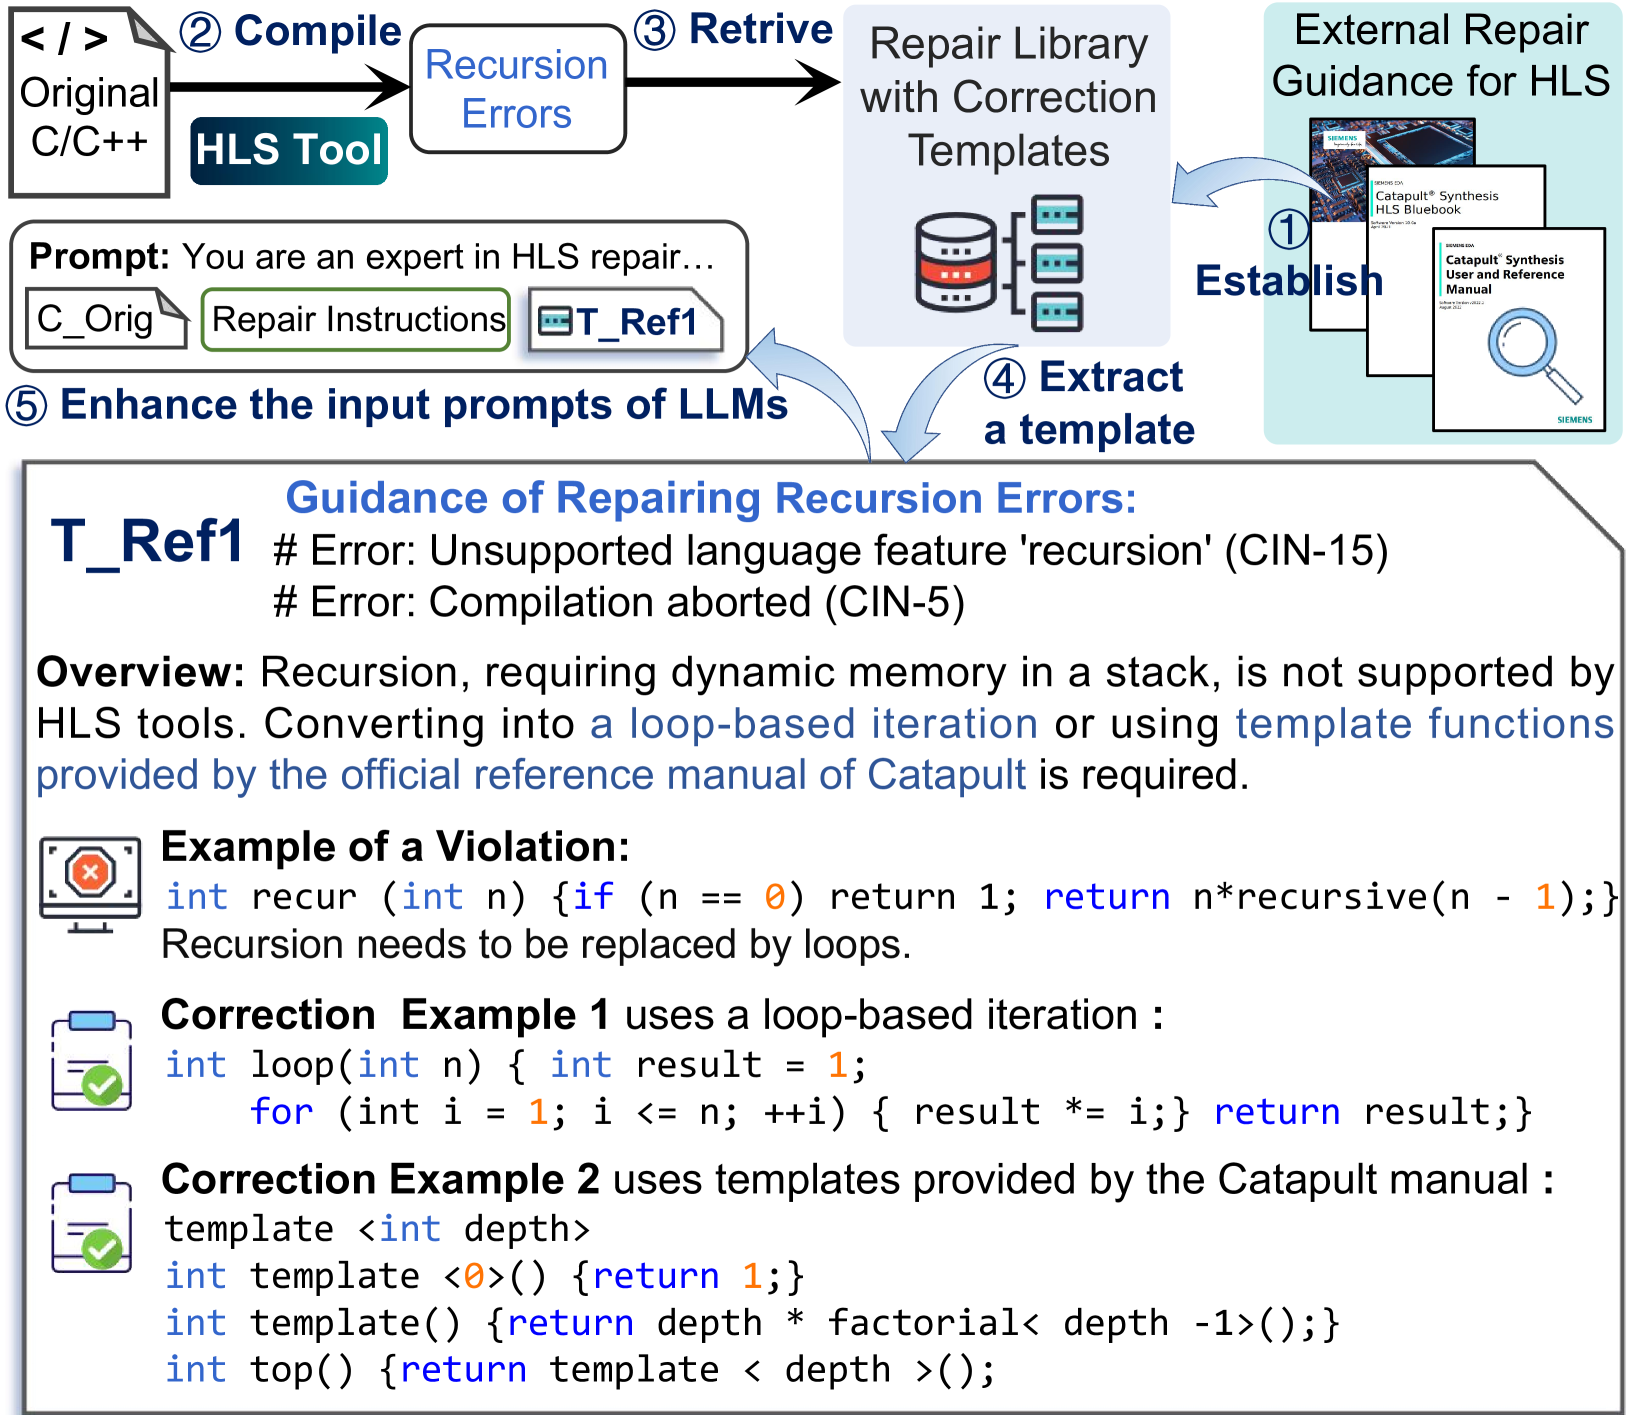 < / >
Original
C/C++
② Compile
HLS Tool
Recursion
Errors
③ Retrive
Repair Library
with Correction
Templates
External Repair
Guidance for HLS
SIEMENS
SIEMENS EDA
Catapult® Synthesis
HLS Bluebook
SIEMENS EDA
Catapult® Synthesis
User and Reference
Manual
SIEMENS
①
Establish
Prompt: You are an expert in HLS repair...
C_Orig
Repair Instructions
T_Ref1
④ Extract
a template
⑤ Enhance the input prompts of LLMs
T_Ref1
Guidance of Repairing Recursion Errors:
# Error: Unsupported language feature 'recursion' (CIN-15)
# Error: Compilation aborted (CIN-5)
Overview: Recursion, requiring dynamic memory in a stack, is not supported by
HLS tools. Converting into a loop-based iteration or using template functions
provided by the official reference manual of Catapult is required.
Example of a Violation:
int recur (int n) {if (n == 0) return 1; return n*recursive(n - 1);}
Recursion needs to be replaced by loops.
Correction Example 1 uses a loop-based iteration :
int loop(int n) { int result = 1;
for (int i = 1; i <= n; ++i) { result *= i;} return result;}
Correction Example 2 uses templates provided by the Catapult manual :
template <int depth>
int template <0>() {return 1;}
int template() {return depth * factorial< depth -1>();}
int top() {return template < depth >();